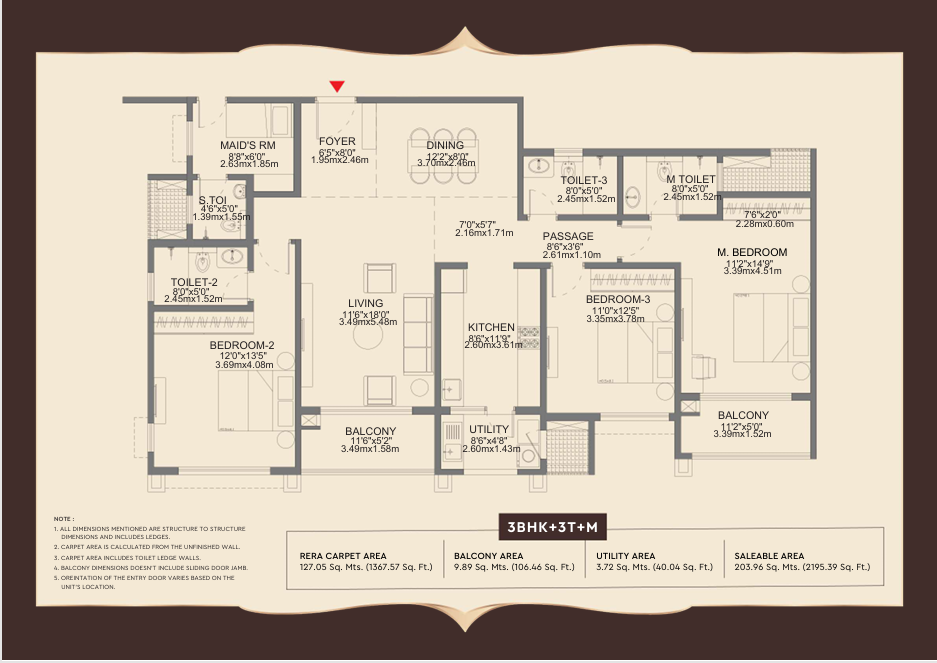 MAID'S RM
8'8"x6'0"
2.63mx1.85m
FOYER
6'5"x8'0"
1.95mx2.46m
DINING
12'2"x8'0"
3.70mx2.46m
S.TOI
4'6"x5'0"
1.39mx1.55m
TOILET-3
8'0"x5'0"
2.45mx1.52m
M TOILET
8'0"x5'0"
2.45mx1.52m
7'6"x2'0"
2.28mx0.60m
7'0"x5'7"
2.16mx1.71m
PASSAGE
8'6"x3'6"
2.61mx1.10m
M. BEDROOM
11'2"x14'9"
3.39mx4.51m
TOILET-2
8'0"x5'0"
2.45mx1.52m
LIVING
11'6"x18'0"
3.49mx5.48m
BEDROOM-3
11'0"x12'5"
3.35mx3.78m
KITCHEN
8'6"x11'9"
2.60mx3.61m
BEDROOM-2
12'0"x13'5"
3.69mx4.08m
BALCONY
11'6"x5'2"
3.49mx1.58m
UTILITY
8'6"x4'8"
2.60mx1.43m
BALCONY
11'2"x5'0"
3.39mx1.52m
NOTE :
1. ALL DIMENSIONS MENTIONED ARE STRUCTURE TO STRUCTURE
DIMENSIONS AND INCLUDES LEDGES.
2. CARPET AREA IS CALCULATED FROM THE UNFINISHED WALL.
3. CARPET AREA INCLUDES TOILET LEDGE WALLS.
4. BALCONY DIMENSIONS DOESN'T INCLUDE SLIDING DOOR JAMB.
5. OREINTATION OF THE ENTRY DOOR VARIES BASED ON THE
UNIT'S LOCATION.
3BHK+3T+M
RERA CARPET AREA
127.05 Sq. Mts. (1367.57 Sq. Ft.)
BALCONY AREA
9.89 Sq. Mts. (106.46 Sq. Ft.)
UTILITY AREA
3.72 Sq. Mts. (40.04 Sq. Ft.)
SALEABLE AREA
203.96 Sq. Mts. (2195.39 Sq. Ft.)